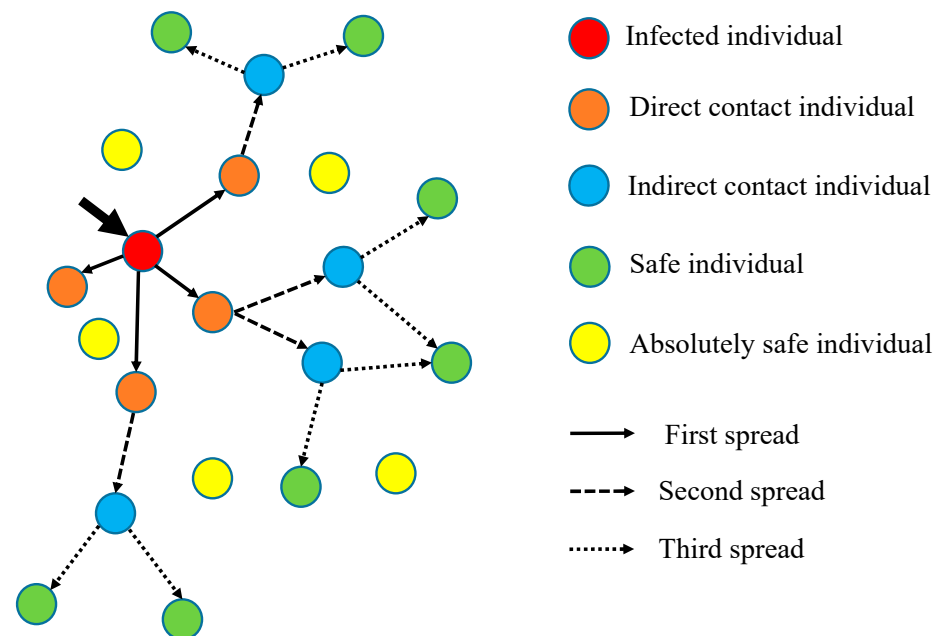 Infected individual
Direct contact individual
Indirect contact individual
Safe individual
Absolutely safe individual
First spread
Second spread
Third spread